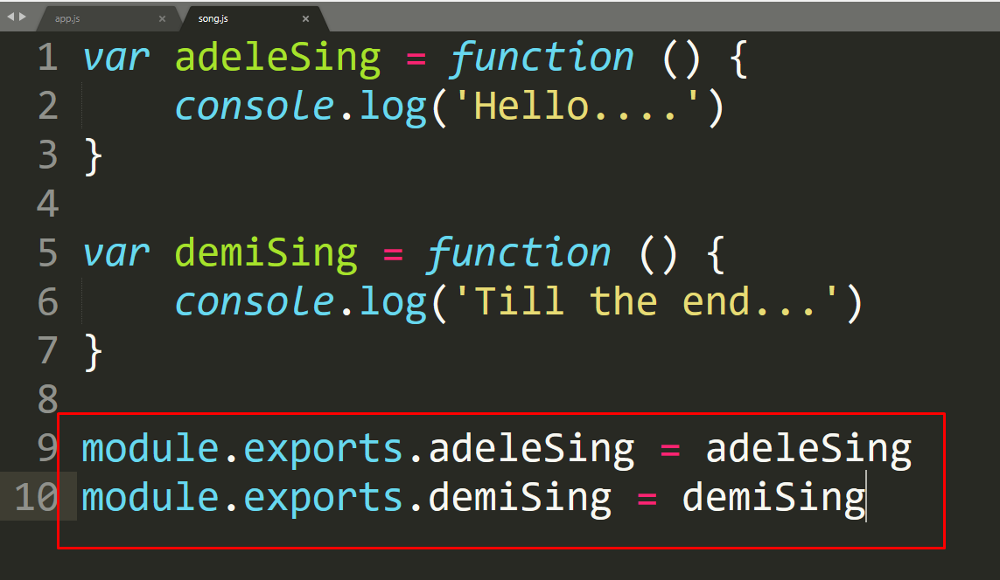 app.js × song.js ×
1 var adeleSing = function () {
2 console.log('Hello....')
3 }
4
5 var demiSing = function () {
6 console.log('Till the end...')
7 }
8
9 module.exports.adeleSing = adeleSing
10 module.exports.demiSing = demiSing